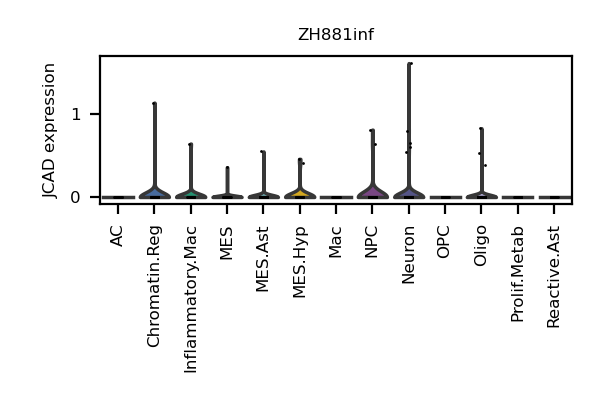 ZH881inf
JCAD expression
1
0
AC
Chromatin.Reg
Inflammatory.Mac
MES
MES.Ast
MES.Hyp
Mac
NPC
Neuron
OPC
Oligo
Prolif.Metab
Reactive.Ast